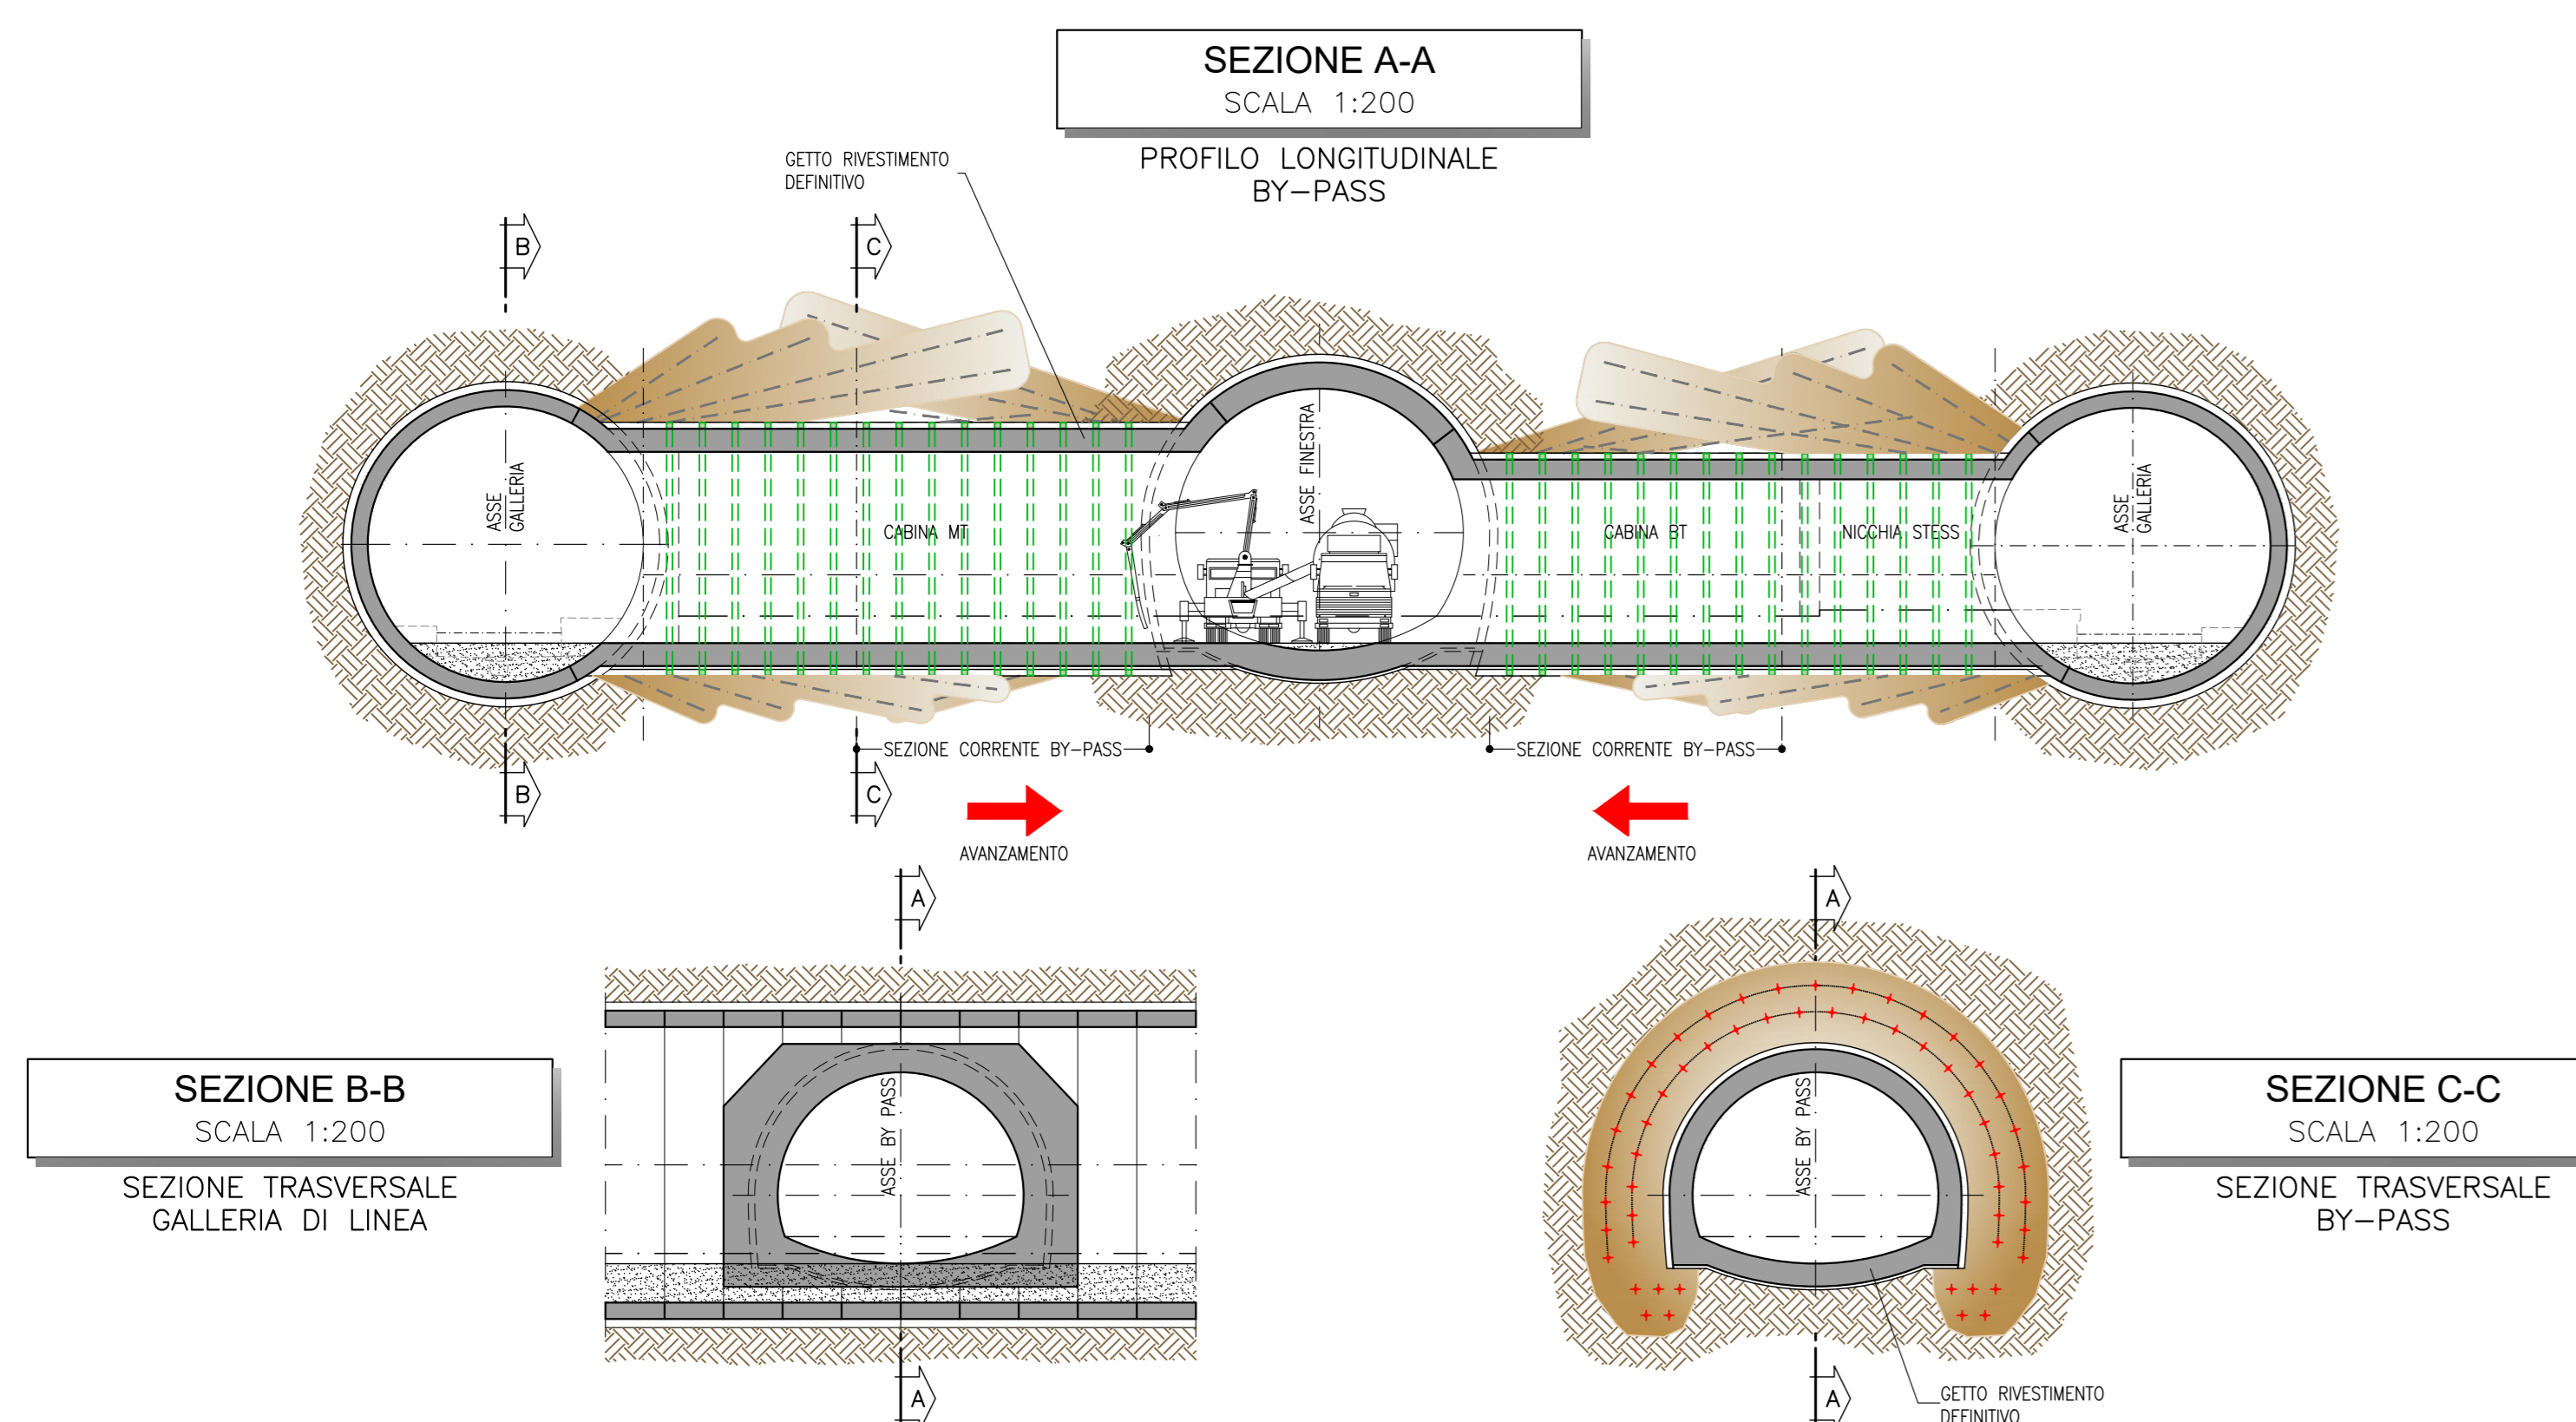 SEZIONE A-A
SCALA 1:200
PROFILO LONGITUDINALE
BY-PASS
GETTO RIVESTIMENTO
DEFINITIVO
B
C
ASSE
GALLERIA
CABINA MT
ASSE FINESTRA
CABINA BT
NICCHIA STESS
ASSE
GALLERIA
SEZIONE CORRENTE BY-PASS
SEZIONE CORRENTE BY-PASS
B
C
AVANZAMENTO
AVANZAMENTO
A
A
SEZIONE B-B
SCALA 1:200
SEZIONE TRASVERSALE
GALLERIA DI LINEA
ASSE BY PASS
ASSE BY PASS
SEZIONE C-C
SCALA 1:200
SEZIONE TRASVERSALE
BY-PASS
A
A
GETTO RIVESTIMENTO
DEFINITIVO